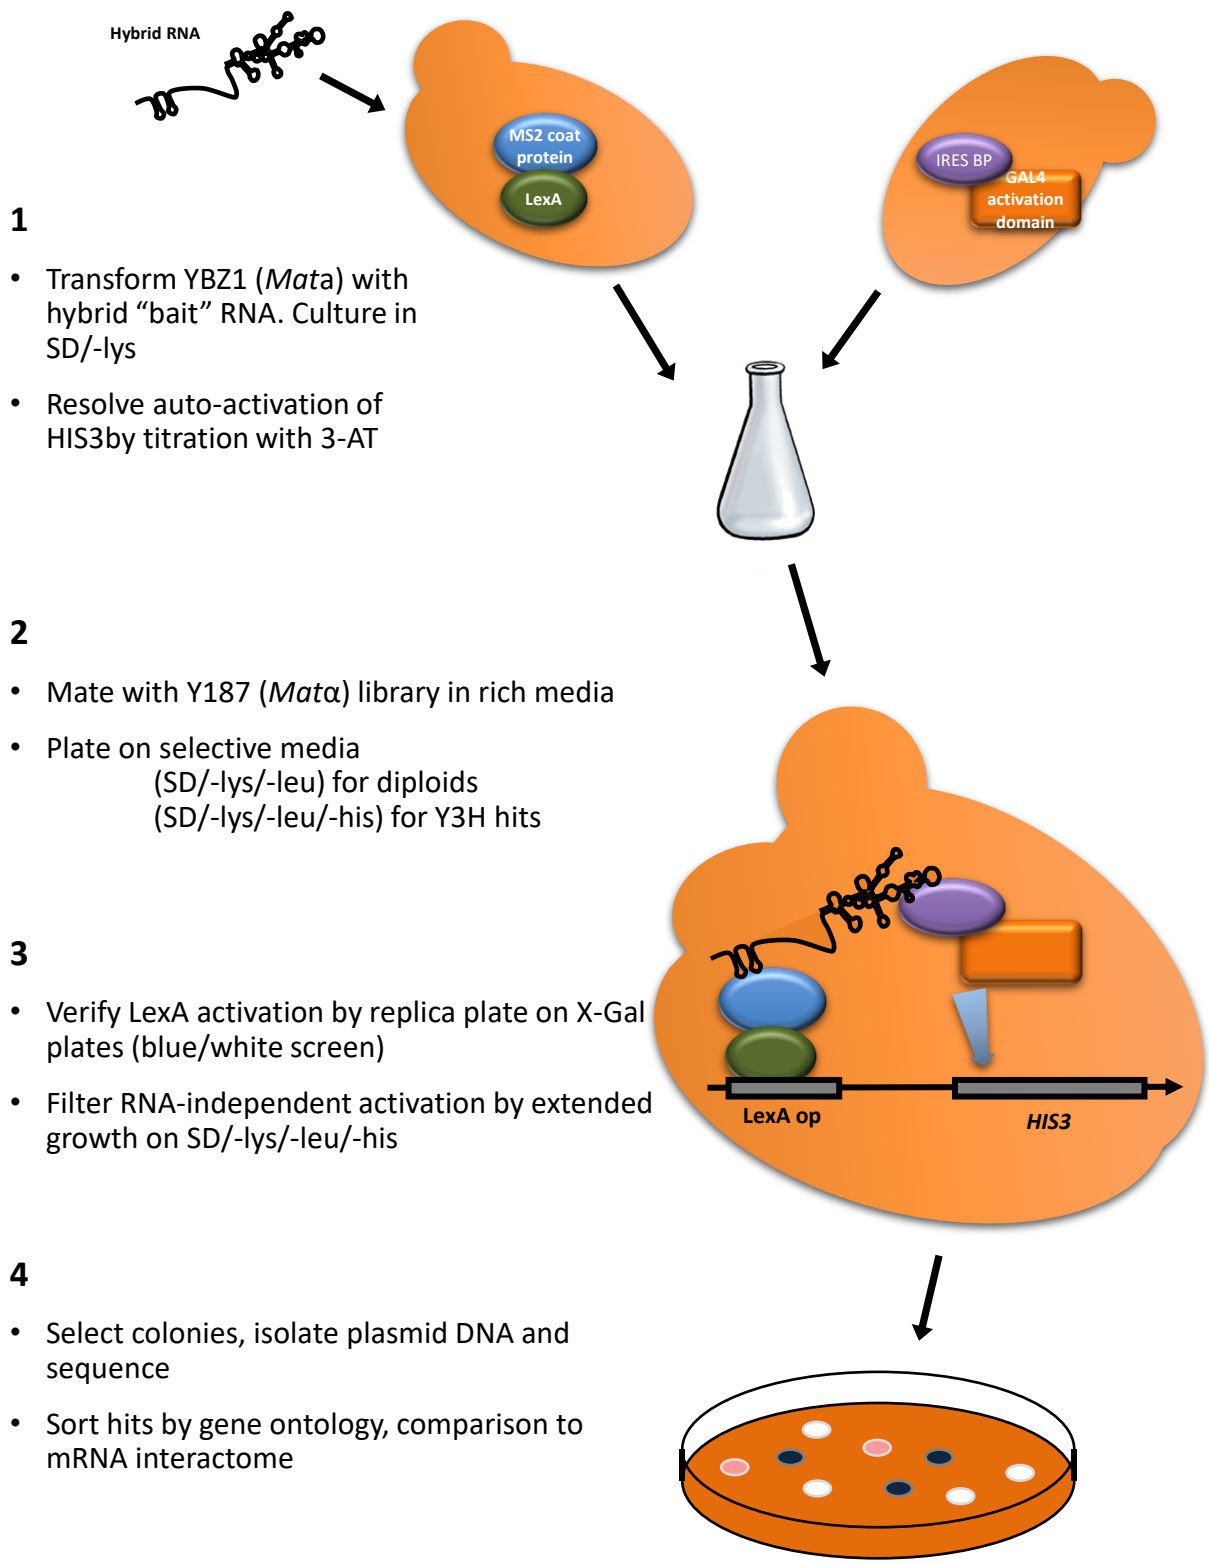 Hybrid RNA
MS2 coat
protein
LexA
IRES BP
GAL4
activation
domain
1
• Transform YBZ1 (Mata) with
hybrid “bait” RNA. Culture in
SD/-lys
• Resolve auto-activation of
HIS3by titration with 3-AT
2
• Mate with Y187 (Matα) library in rich media
• Plate on selective media
(SD/-lys/-leu) for diploids
(SD/-lys/-leu/-his) for Y3H hits
3
• Verify LexA activation by replica plate on X-Gal
plates (blue/white screen)
• Filter RNA-independent activation by extended
growth on SD/-lys/-leu/-his
LexA op
HIS3
4
• Select colonies, isolate plasmid DNA and
sequence
• Sort hits by gene ontology, comparison to
mRNA interactome